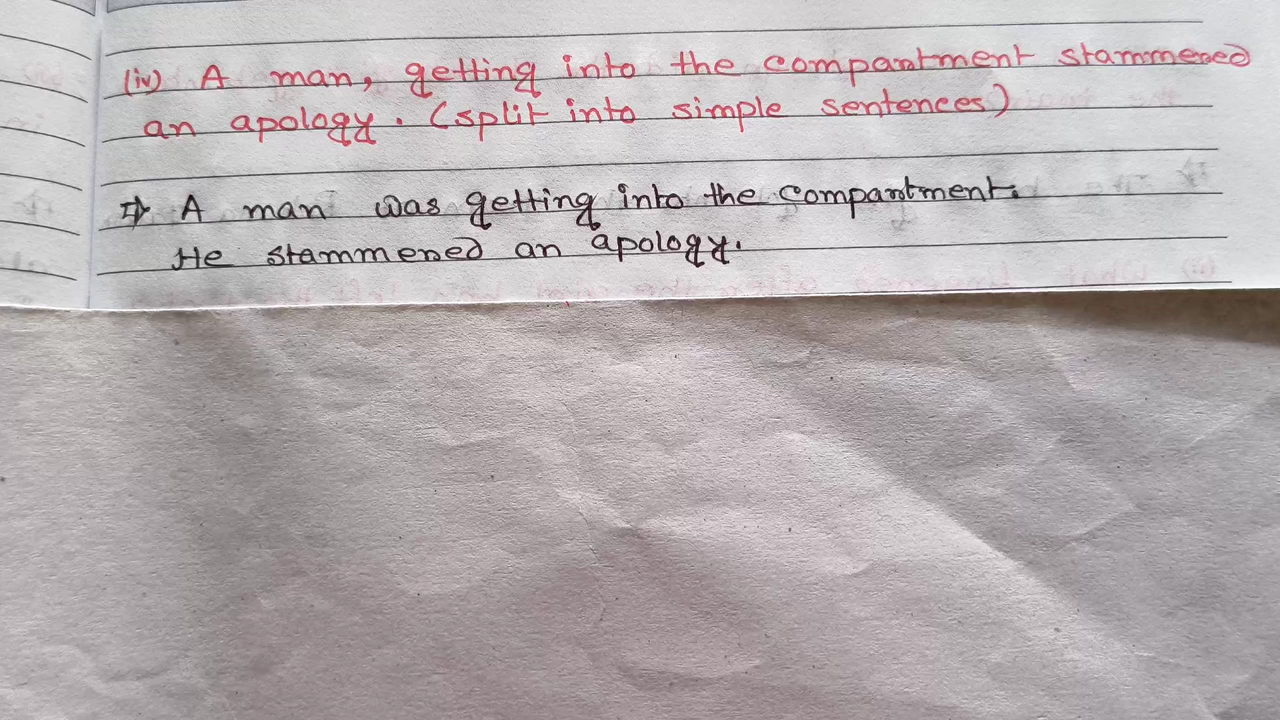 (iv) A man, getting into the compartment stammered
an apology. (split into simple sentences)
⇒ A man was getting into the compartment.
He stammered an apology.